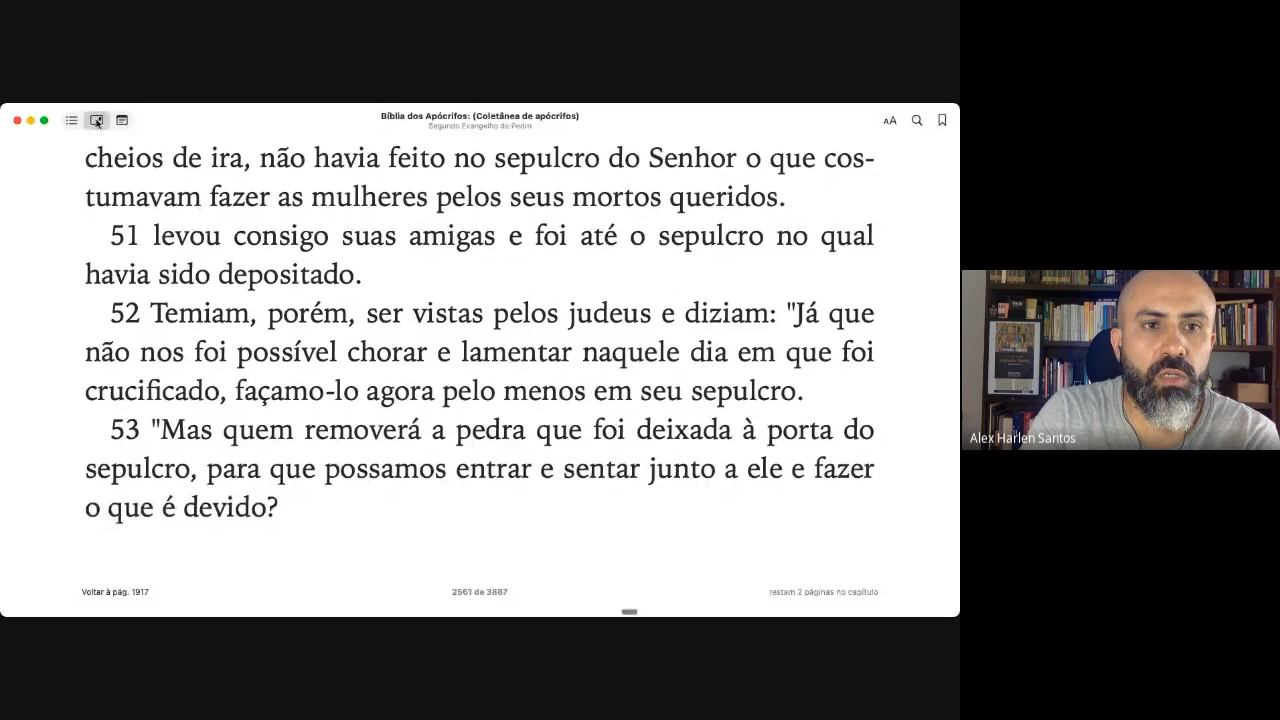 Bíblia dos Apócrifos: (Coletânea de apócrifos)
Segundo Evangelho de Pedro
AA
cheios de ira, não havia feito no sepulcro do Senhor o que cos-
tumavam fazer as mulheres pelos seus mortos queridos.
51 levou consigo suas amigas e foi até o sepulcro no qual
havia sido depositado.
52 Temiam, porém, ser vistas pelos judeus e diziam: "Já que
não nos foi possível chorar e lamentar naquele dia em que foi
crucificado, façamo-lo agora pelo menos em seu sepulcro.
53 "Mas quem removerá a pedra que foi deixada à porta do
sepulcro, para que possamos entrar e sentar junto a ele e fazer
o que é devido?
Voltar à pág. 1917
2561 de 3887
restam 2 páginas no capítulo
Alex Harlen Santos